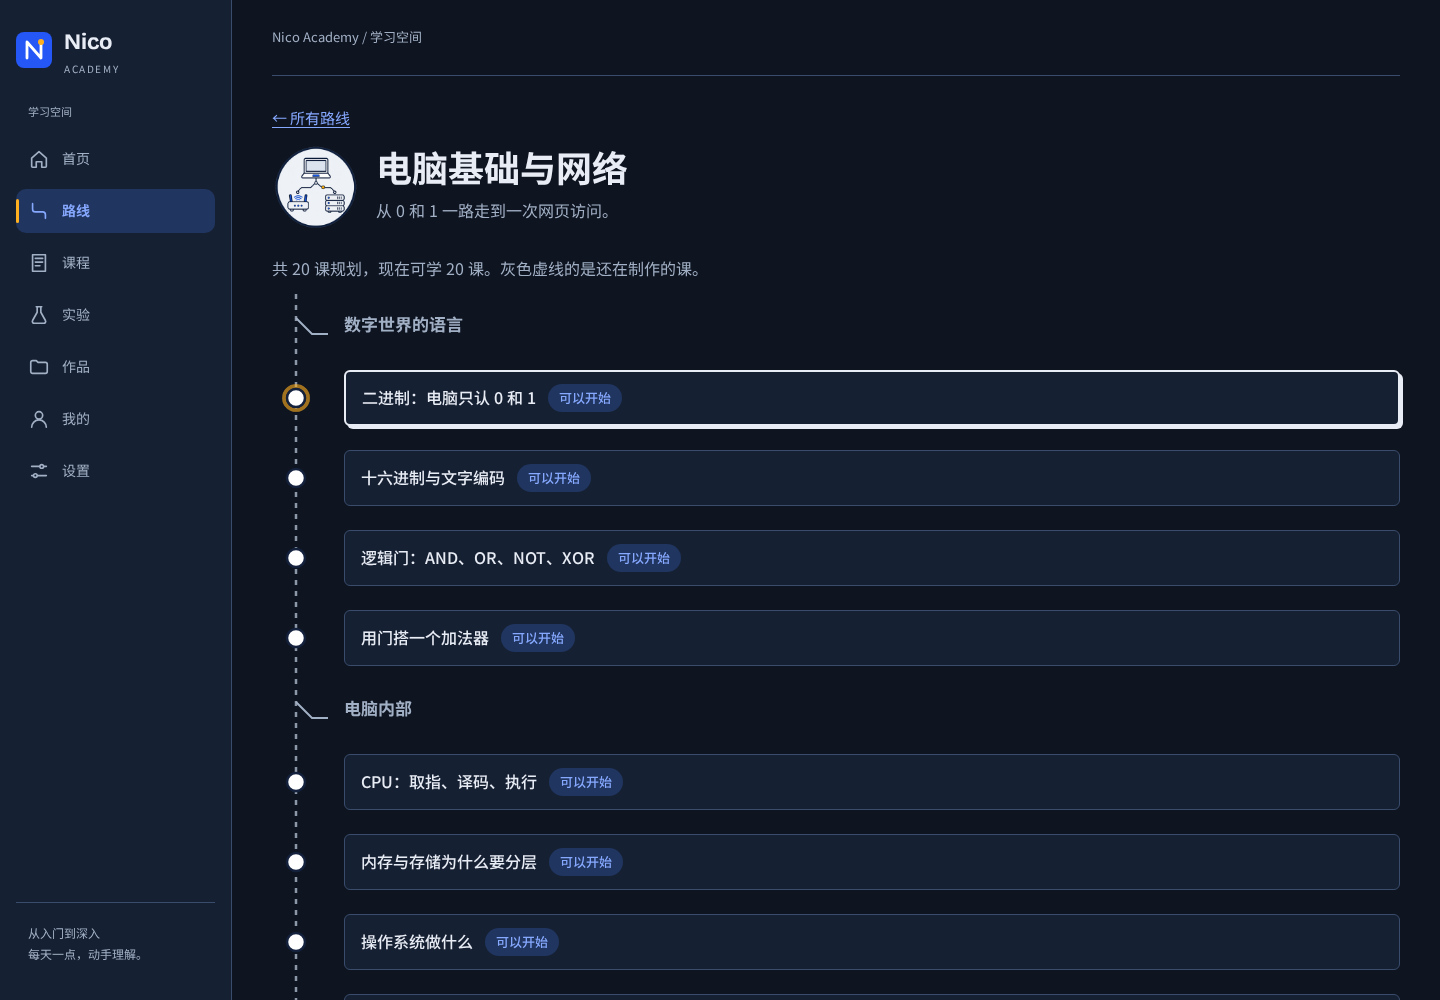 Nico
ACADEMY
学习空间
首页
路线
课程
实验
作品
我的
设置
从入门到深入
每天一点，动手理解。
Nico Academy / 学习空间
← 所有路线
电脑基础与网络
从 0 和 1 一路走到一次网页访问。
共 20 课规划，现在可学 20 课。灰色虚线的是还在制作的课。
数字世界的语言
二进制：电脑只认 0 和 1 可以开始
十六进制与文字编码 可以开始
逻辑门：AND、OR、NOT、XOR 可以开始
用门搭一个加法器 可以开始
电脑内部
CPU：取指、译码、执行 可以开始
内存与存储为什么要分层 可以开始
操作系统做什么 可以开始